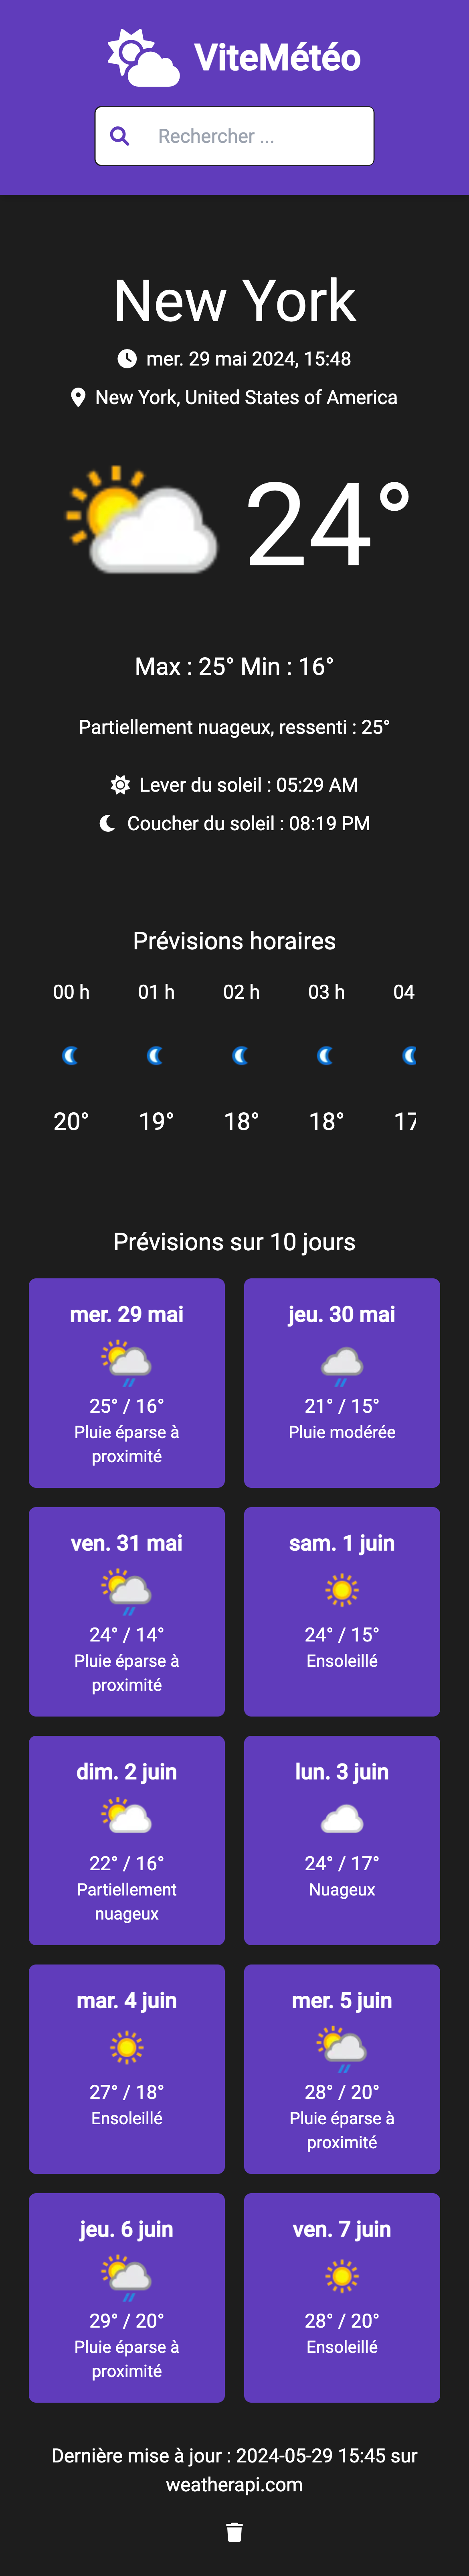 ViteMétéo
Rechercher ...
New York
mer. 29 mai 2024, 15:48
New York, United States of America
24°
Max : 25° Min : 16°
Partiellement nuageux, ressenti : 25°
Lever du soleil : 05:29 AM
Coucher du soleil : 08:19 PM
Prévisions horaires
00 h 01 h 02 h 03 h 04
20° 19° 18° 18° 17
Prévisions sur 10 jours
mer. 29 mai
25° / 16°
Pluie éparse à
proximité
jeu. 30 mai
21° / 15°
Pluie modérée
ven. 31 mai
24° / 14°
Pluie éparse à
proximité
sam. 1 juin
24° / 15°
Ensoleillé
dim. 2 juin
22° / 16°
Partiellement
nuageux
lun. 3 juin
24° / 17°
Nuageux
mar. 4 juin
27° / 18°
Ensoleillé
mer. 5 juin
28° / 20°
Pluie éparse à
proximité
jeu. 6 juin
29° / 20°
Pluie éparse à
proximité
ven. 7 juin
28° / 20°
Ensoleillé
Dernière mise à jour : 2024-05-29 15:45 sur
weatherapi.com